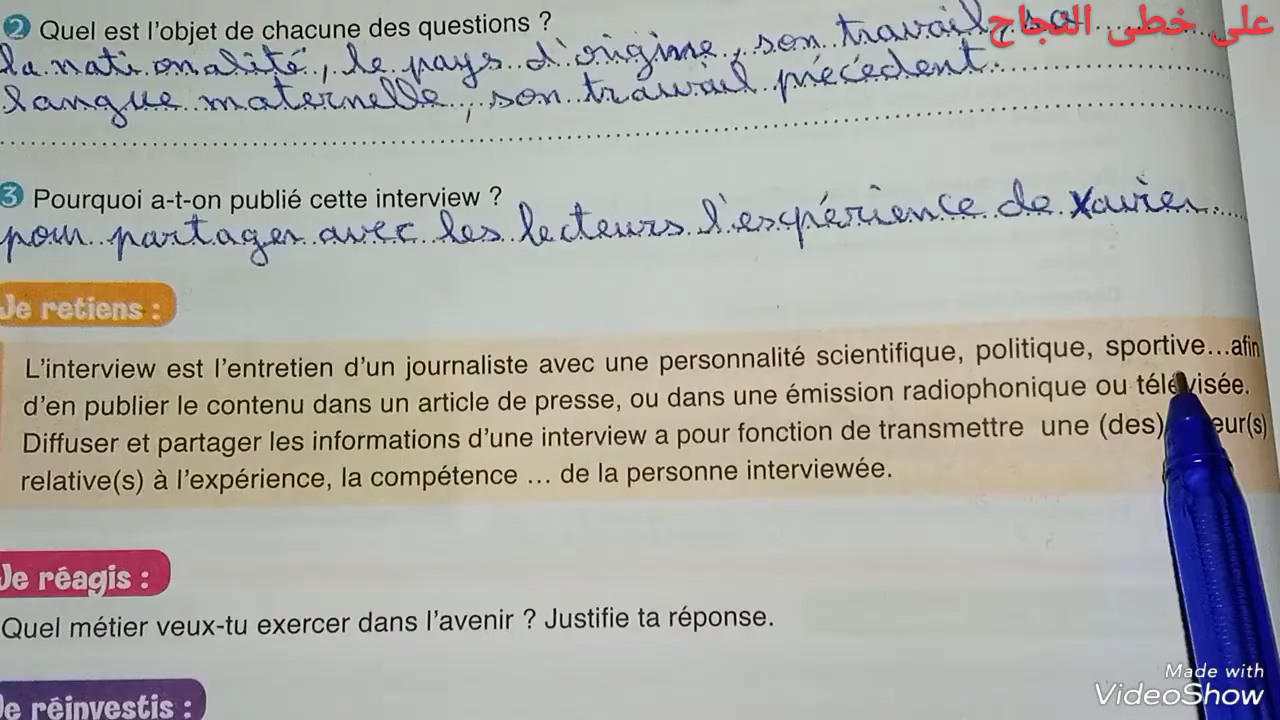 على خطى النجاح
2 Quel est l'objet de chacune des questions ?
la nationalité, le pays d'origine, son travail, sa
langue maternelle, son travail précédent.
3 Pourquoi a-t-on publié cette interview ?
pour partager avec les lecteurs l'expérience de Xavier.
Je retiens :
L'interview est l'entretien d'un journaliste avec une personnalité scientifique, politique, sportive...afin
d'en publier le contenu dans un article de presse, ou dans une émission radiophonique ou télévisée.
Diffuser et partager les informations d'une interview a pour fonction de transmettre une (des)
relative(s) à l'expérience, la compétence ... de la personne interviewée.
Je réagis :
Quel métier veux-tu exercer dans l'avenir ? Justifie ta réponse.
Je réinvestis :
Made with
VideoShow